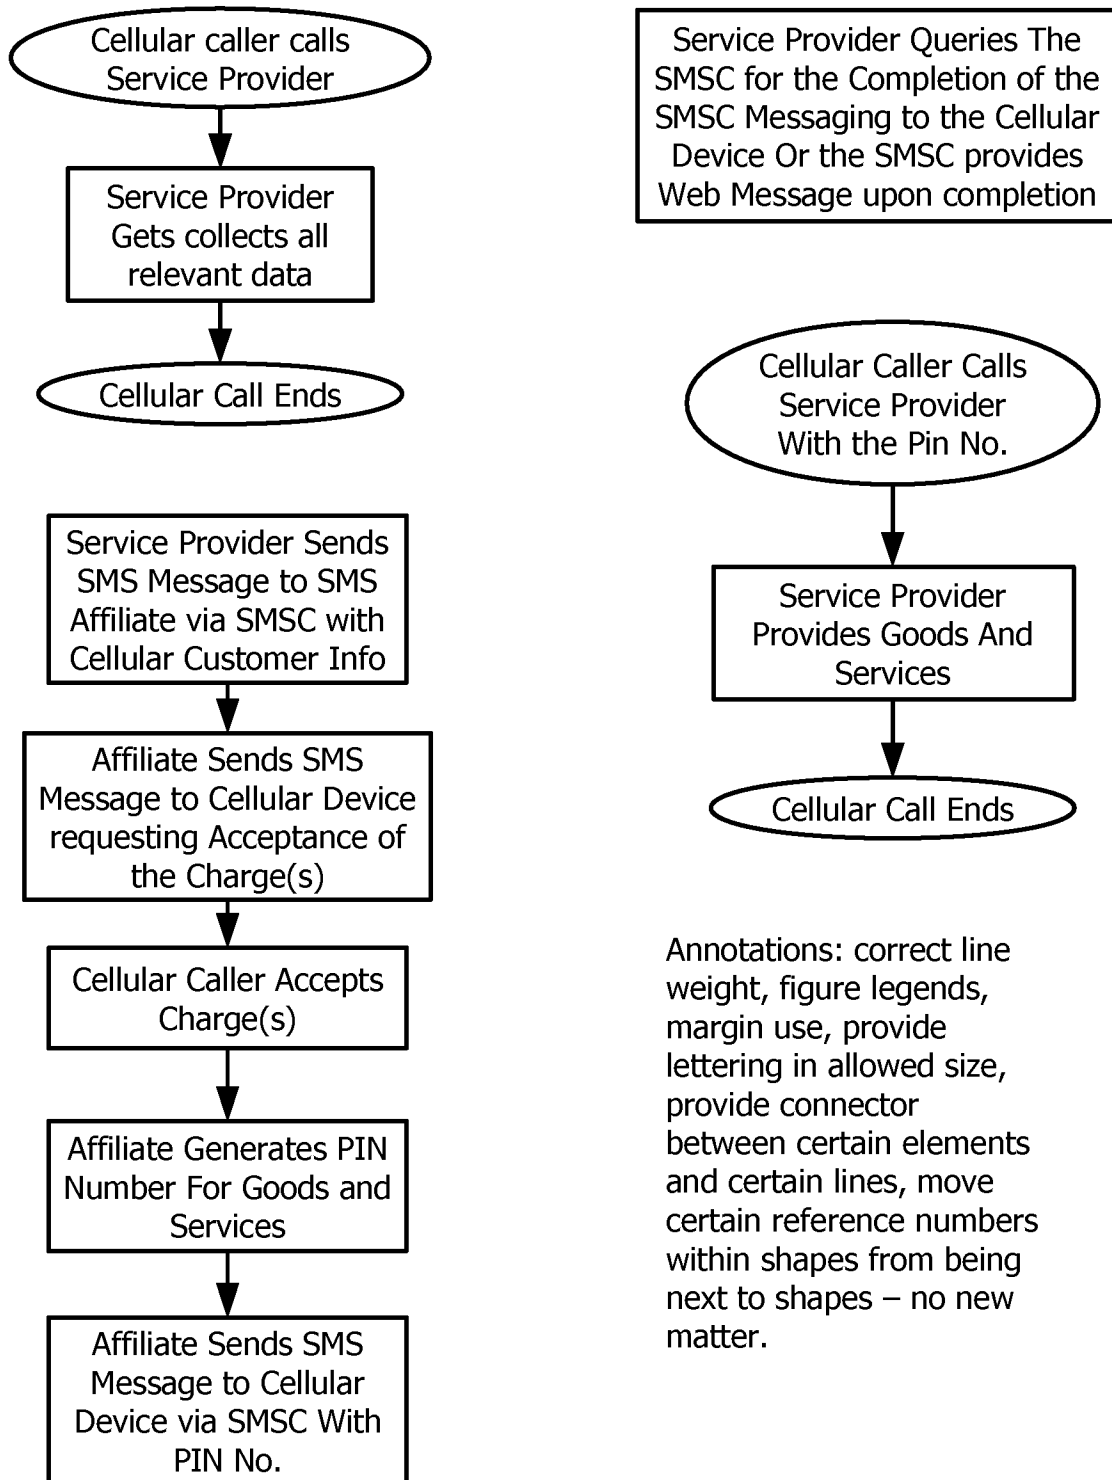 Cellular caller calls
Service Provider
Service Provider
Gets collects all
relevant data
Cellular Call Ends
Service Provider Sends
SMS Message to SMS
Affiliate via SMSC with
Cellular Customer Info
Affiliate Sends SMS
Message to Cellular Device
requesting Acceptance of
the Charge(s)
Cellular Caller Accepts
Charge(s)
Affiliate Generates PIN
Number For Goods and
Services
Affiliate Sends SMS
Message to Cellular
Device via SMSC With
PIN No.
Service Provider Queries The
SMSC for the Completion of the
SMSC Messaging to the Cellular
Device Or the SMSC provides
Web Message upon completion
Cellular Caller Calls
Service Provider
With the Pin No.
Service Provider
Provides Goods And
Services
Cellular Call Ends
Annotations: correct line
weight, figure legends,
margin use, provide
lettering in allowed size,
provide connector
between certain elements
and certain lines, move
certain reference numbers
within shapes from being
next to shapes – no new
matter.